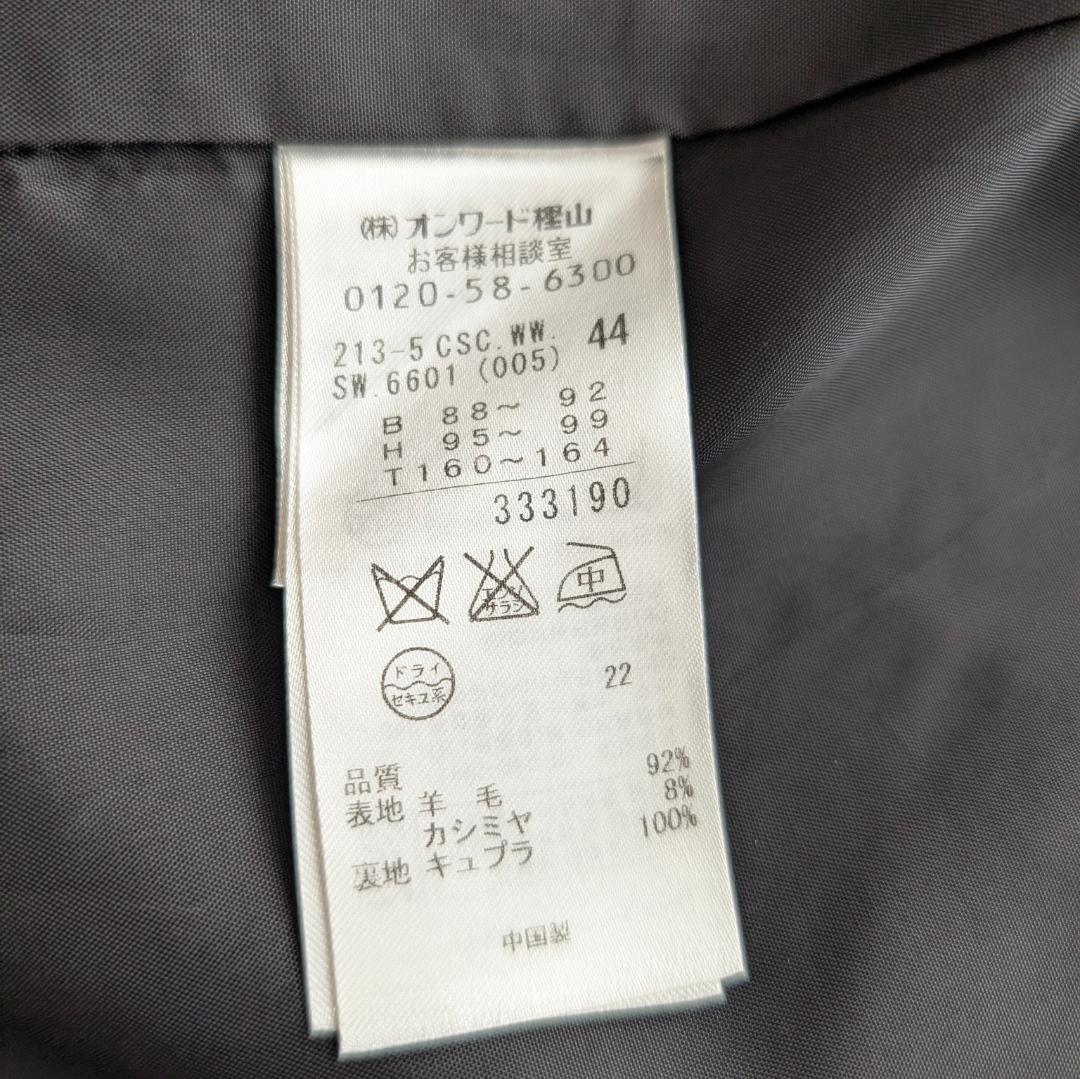 (株)オンワード樫山
お客様相談室
0120-58-6300
213-5 CSC.WW. 44
SW.6601 (005)
B 88~ 92
H 95~ 99
T160~164
333190
エンソ
サラシ
中
ドライ
セキユ系
22
品質
表地 羊 毛 92%
カシミヤ 8%
裏地 キュプラ 100%
中国製